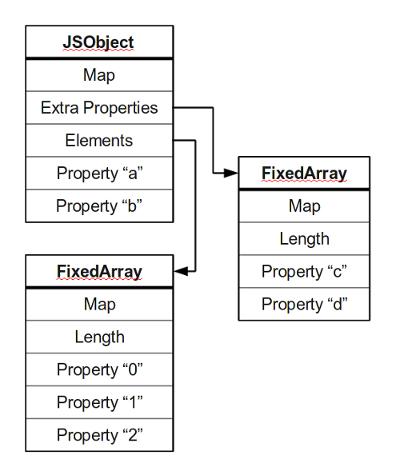 JSObject
Map
Extra Properties
Elements
Property “a”
Property “b”
FixedArray
Map
Length
Property “c”
Property “d”
FixedArray
Map
Length
Property “0”
Property “1”
Property “2”